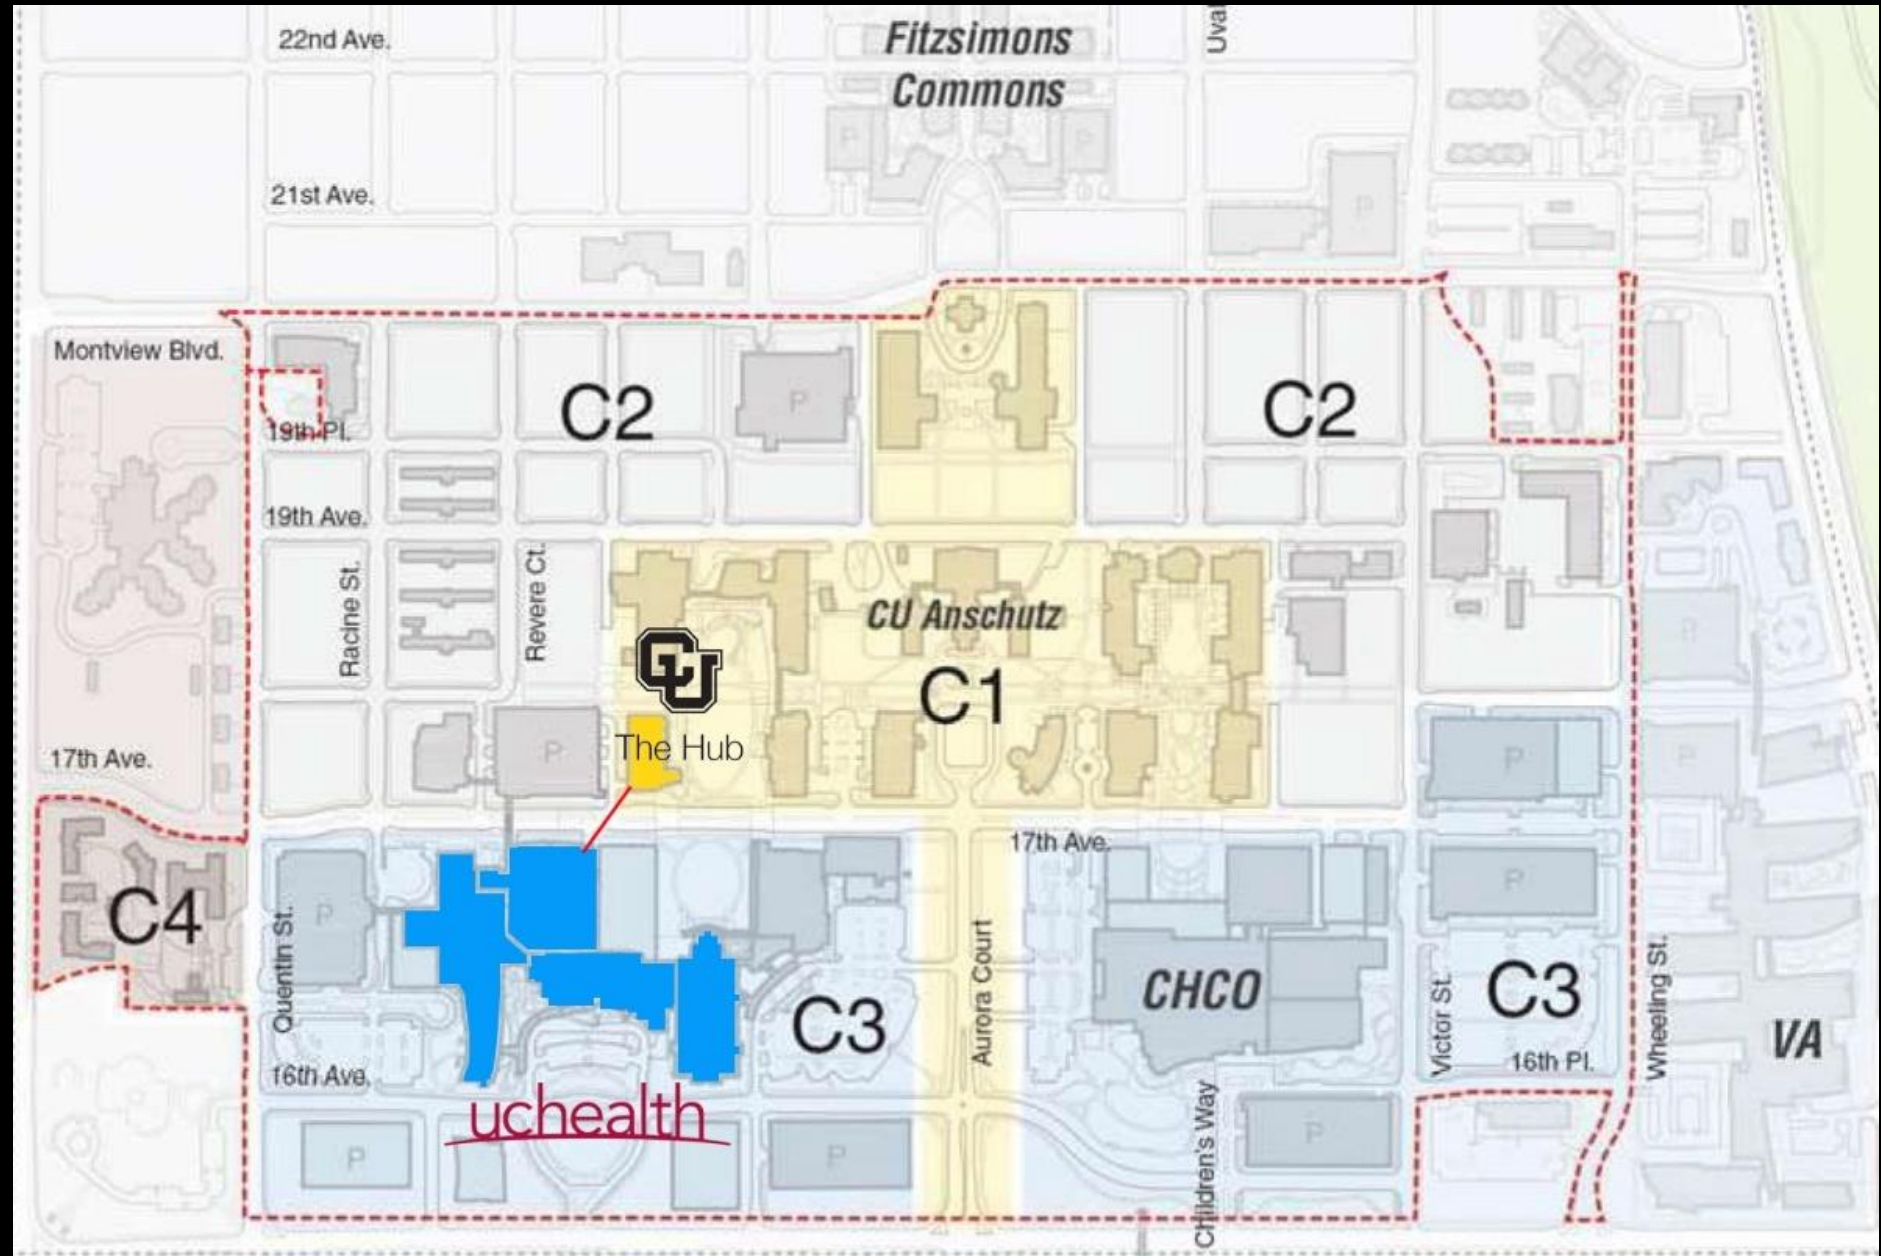 22nd Ave.
Fitzsimons
Commons
P
P
21st Ave.
P
Montview Blvd.
C2
P
C2
19th Pl.
19th Ave.
Racine St.
Revere Ct.
CU Anschutz
CU
C1
P
17th Ave.
P
The Hub
P
P
17th Ave.
C4
P
P
Quentin St.
C3
Aurora Court
CHCO
Victor St.
C3
Wheeling St.
VA
16th Pl.
16th Ave.
uchealth
P
P
Children's Way
P